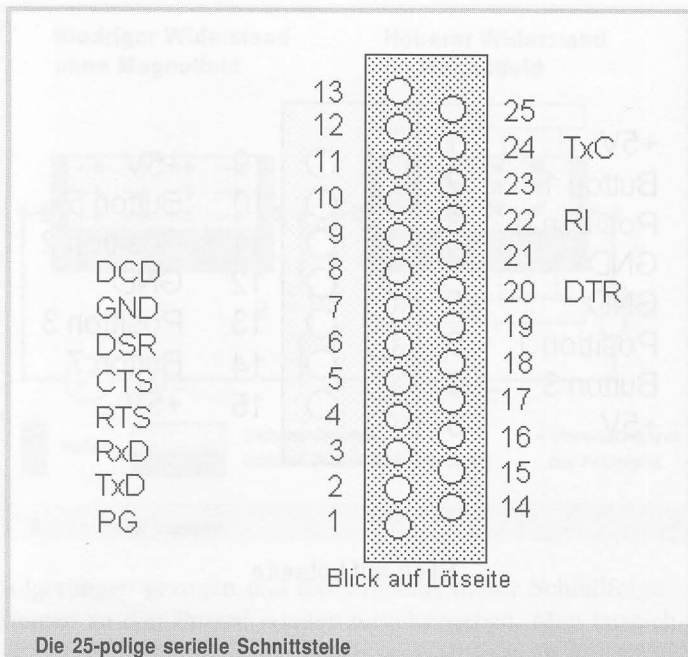 13
25
12
24 TxC
11
23
10
22 RI
9
21
DCD 8
20 DTR
GND 7
19
DSR 6
18
CTS 5
17
RTS 4
16
RxD 3
15
TxD 2
14
PG 1
Blick auf Lötseite
Die 25-polige serielle Schnittstelle